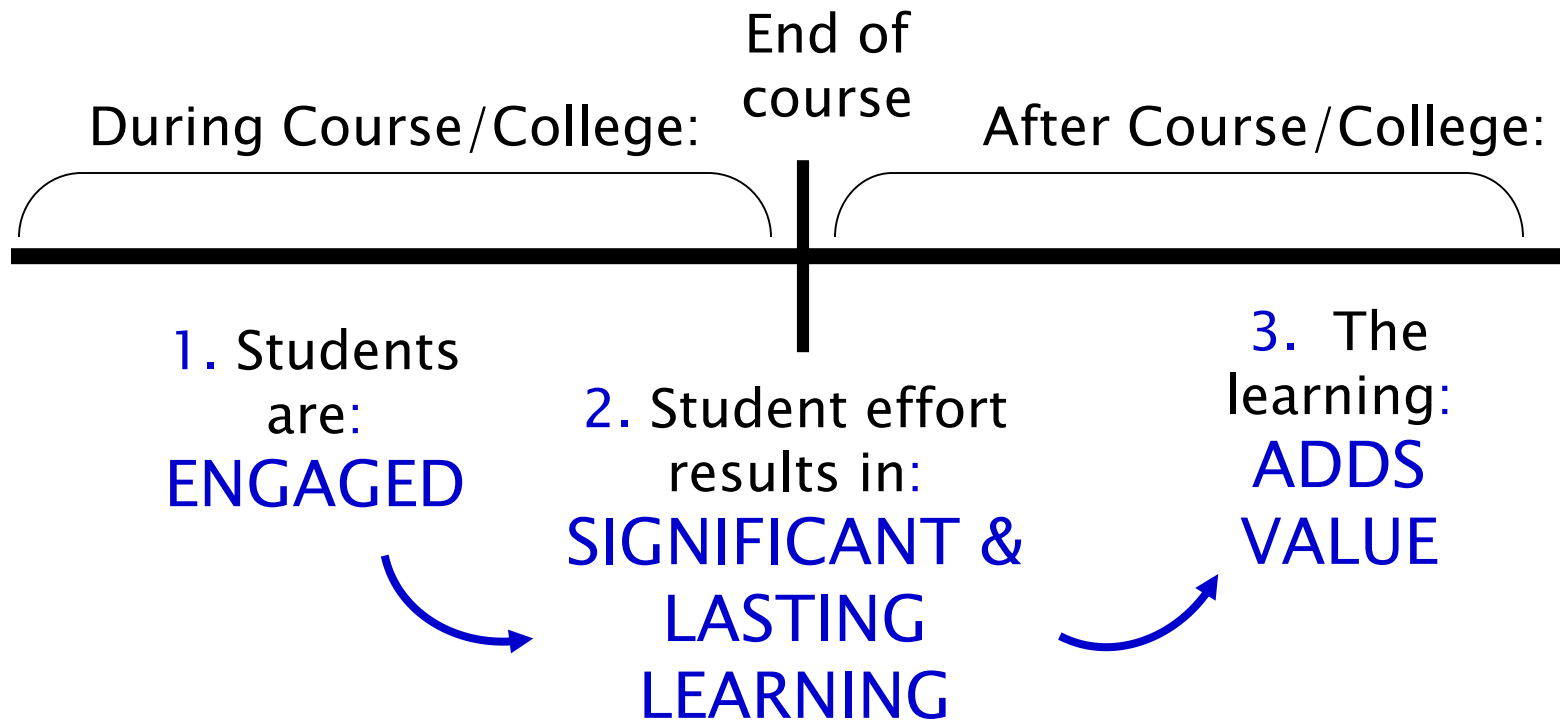 End of
course
During Course/College:
After Course/College:
1. Students
are:
ENGAGED
2. Student effort
results in:
SIGNIFICANT &
LASTING
LEARNING
3. The
learning:
ADDS
VALUE